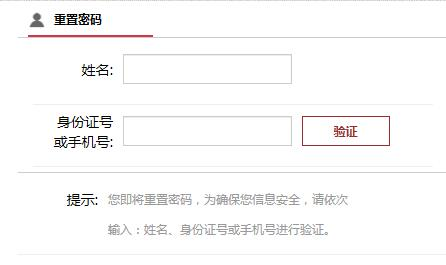 重置密码
姓名:
身份证号
或手机号:
验证
提示: 您即将重置密码，为确保您信息安全，请依次
输入：姓名、身份证号或手机号进行验证。